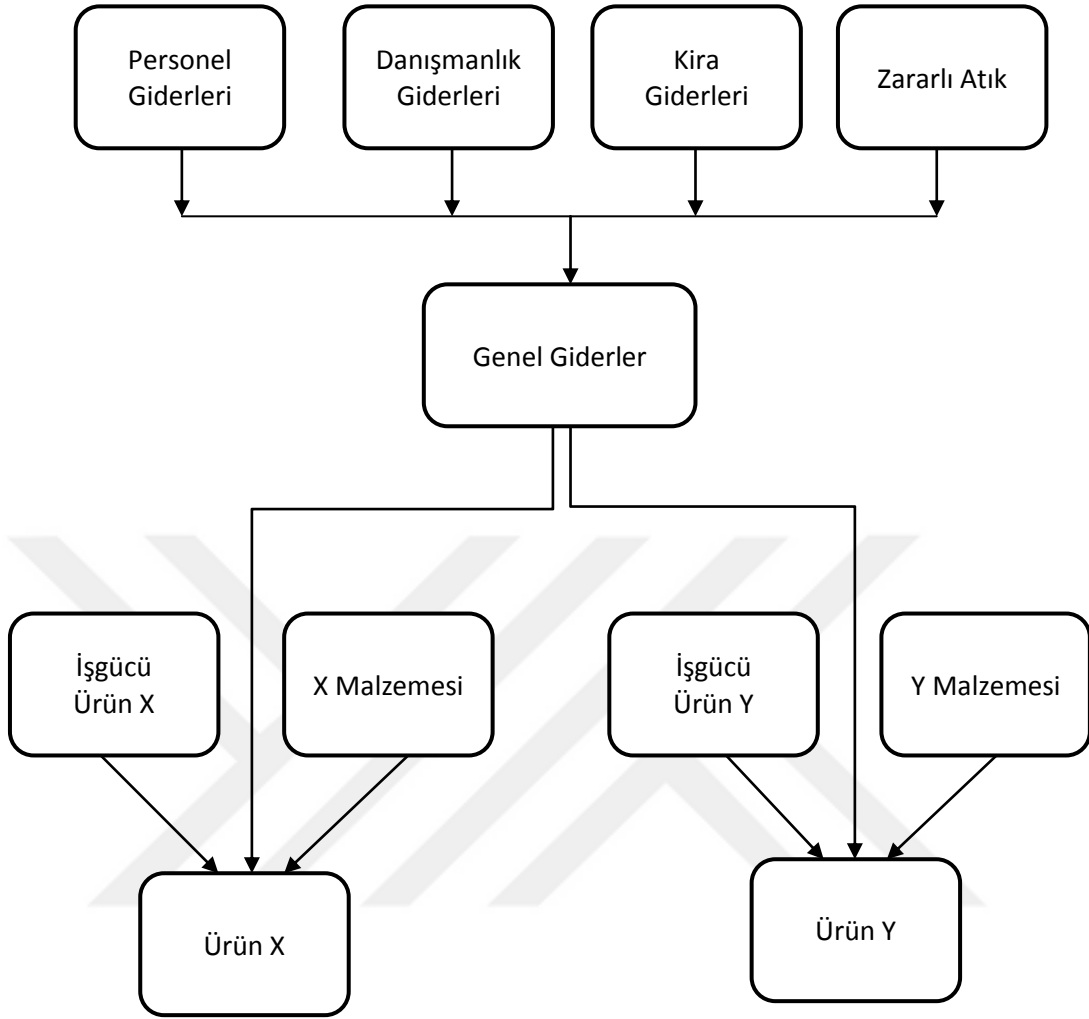 Personel
Giderleri
Danışmanlık
Giderleri
Kira
Giderleri
Zararlı Atık
Genel Giderler
İşgücü
Ürün X
X Malzemesi
İşgücü
Ürün Y
Y Malzemesi
Ürün X
Ürün Y